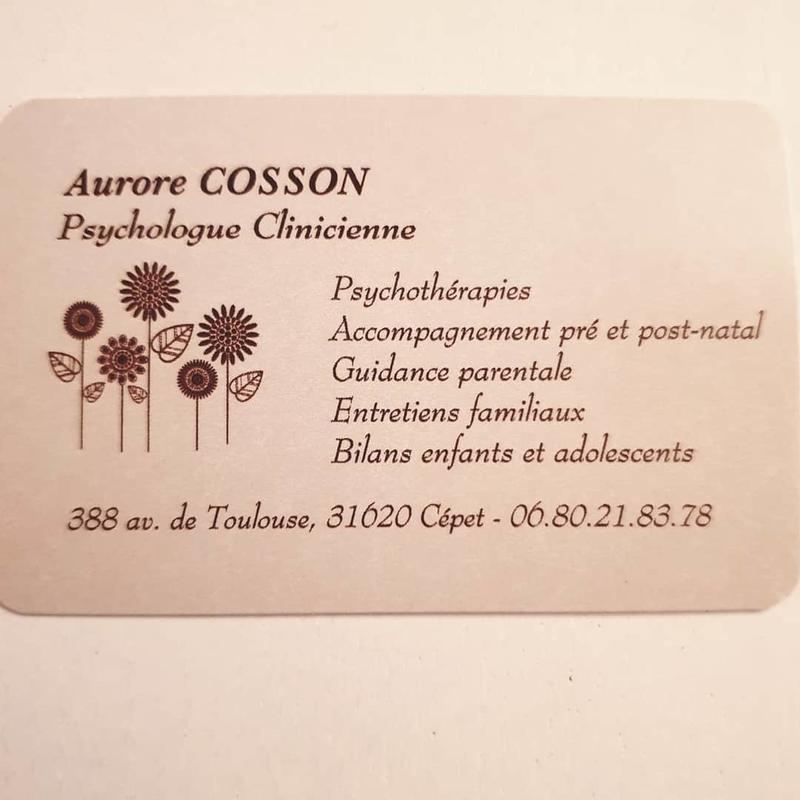 Aurore COSSON
Psychologue Clinicienne
Psychothérapies
Accompagnement pré et post-natal
Guidance parentale
Entretiens familiaux
Bilans enfants et adolescents
388 av. de Toulouse, 31620 Cépet - 06.80.21.83.78